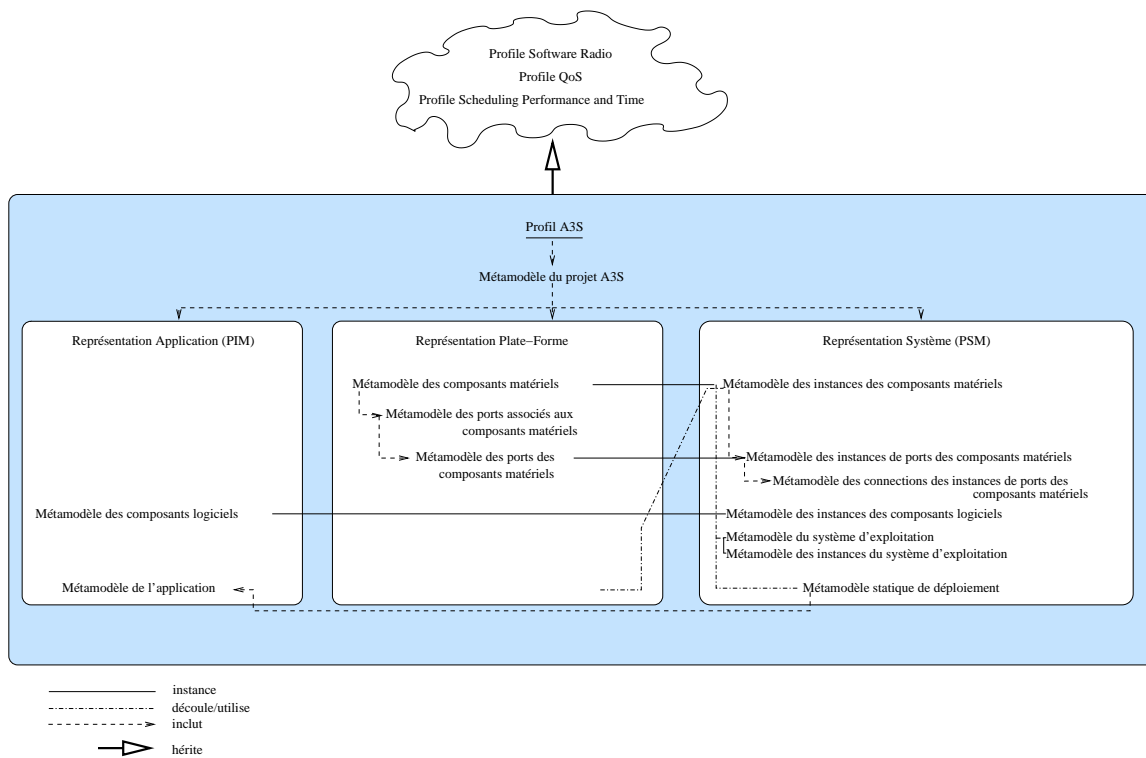 Profile Software Radio
Profile QoS
Profile Scheduling Performance and Time
Profil A3S
Métamodèle du projet A3S
Représentation Application (PIM)
Métamodèle des composants logiciels
Métamodèle de l'application
Représentation Plate−Forme
Métamodèle des composants matériels
Métamodèle des ports associés aux
composants matériels
Métamodèle des ports des
composants matériels
Représentation Système (PSM)
Métamodèle des instances des composants matériels
Métamodèle des instances de ports des composants matériels
Métamodèle des connections des instances de ports des
composants matériels
Métamodèle des instances des composants logiciels
Métamodèle du système d'exploitation
Métamodèle des instances du système d'exploitation
Métamodèle statique de déploiement
instance
découle/utilise
inclut
hérite